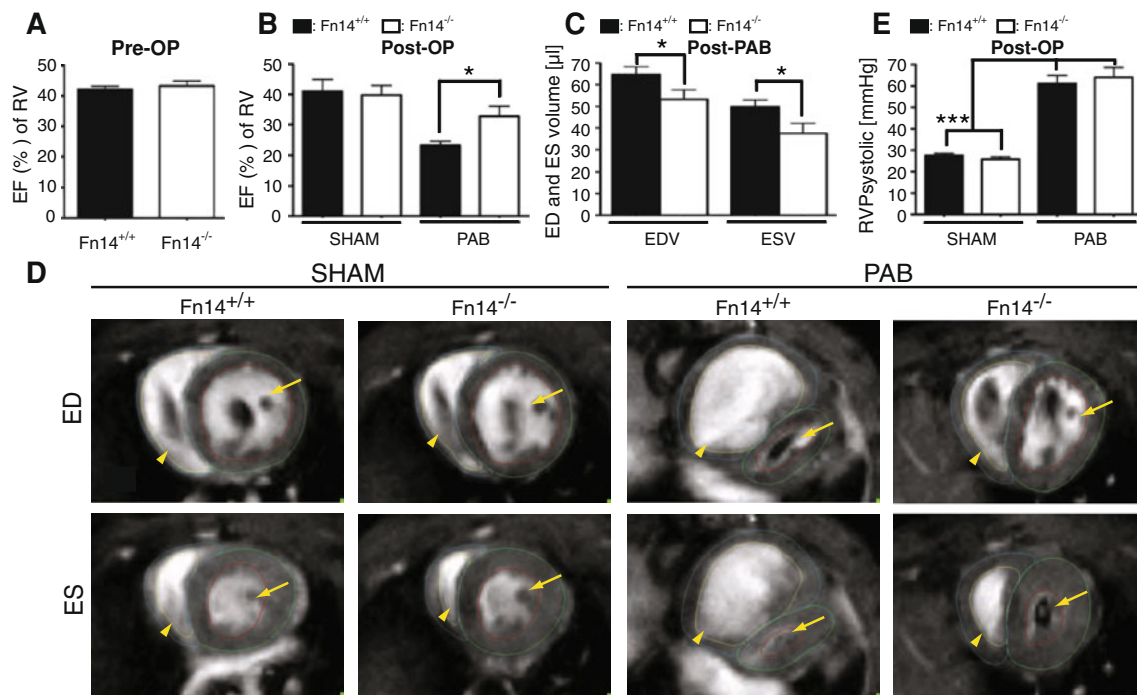 A
Pre-OP
EF (%) of RV
50
40
30
20
10
0
Fn14+/+
Fn14-/-
B
: Fn14+/+ : Fn14-/-
Post-OP
EF (%) of RV
50
40
30
20
10
0
*
SHAM
PAB
C
: Fn14+/+ : Fn14-/-
Post-PAB
ED and ES volume [µl]
70
60
50
40
30
20
10
0
*
*
EDV
ESV
E
: Fn14+/+ : Fn14-/-
Post-OP
RVPsystolic [mmHg]
70
60
50
40
30
20
10
0
***
SHAM
PAB
D
SHAM
PAB
Fn14+/+
Fn14-/-
Fn14+/+
Fn14-/-
ED
ES